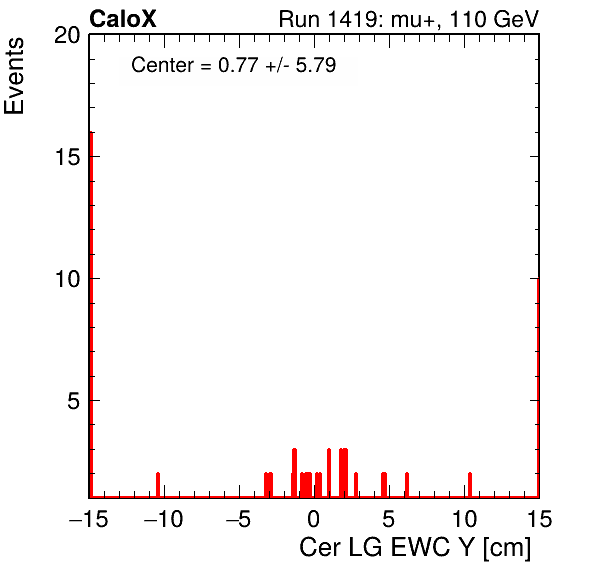 CaloX Run 1419: mu+, 110 GeV
Events
Center = 0.77 +/- 5.79
20
15
10
5
−15 −10 −5 0 5 10 15
Cer LG EWC Y [cm]